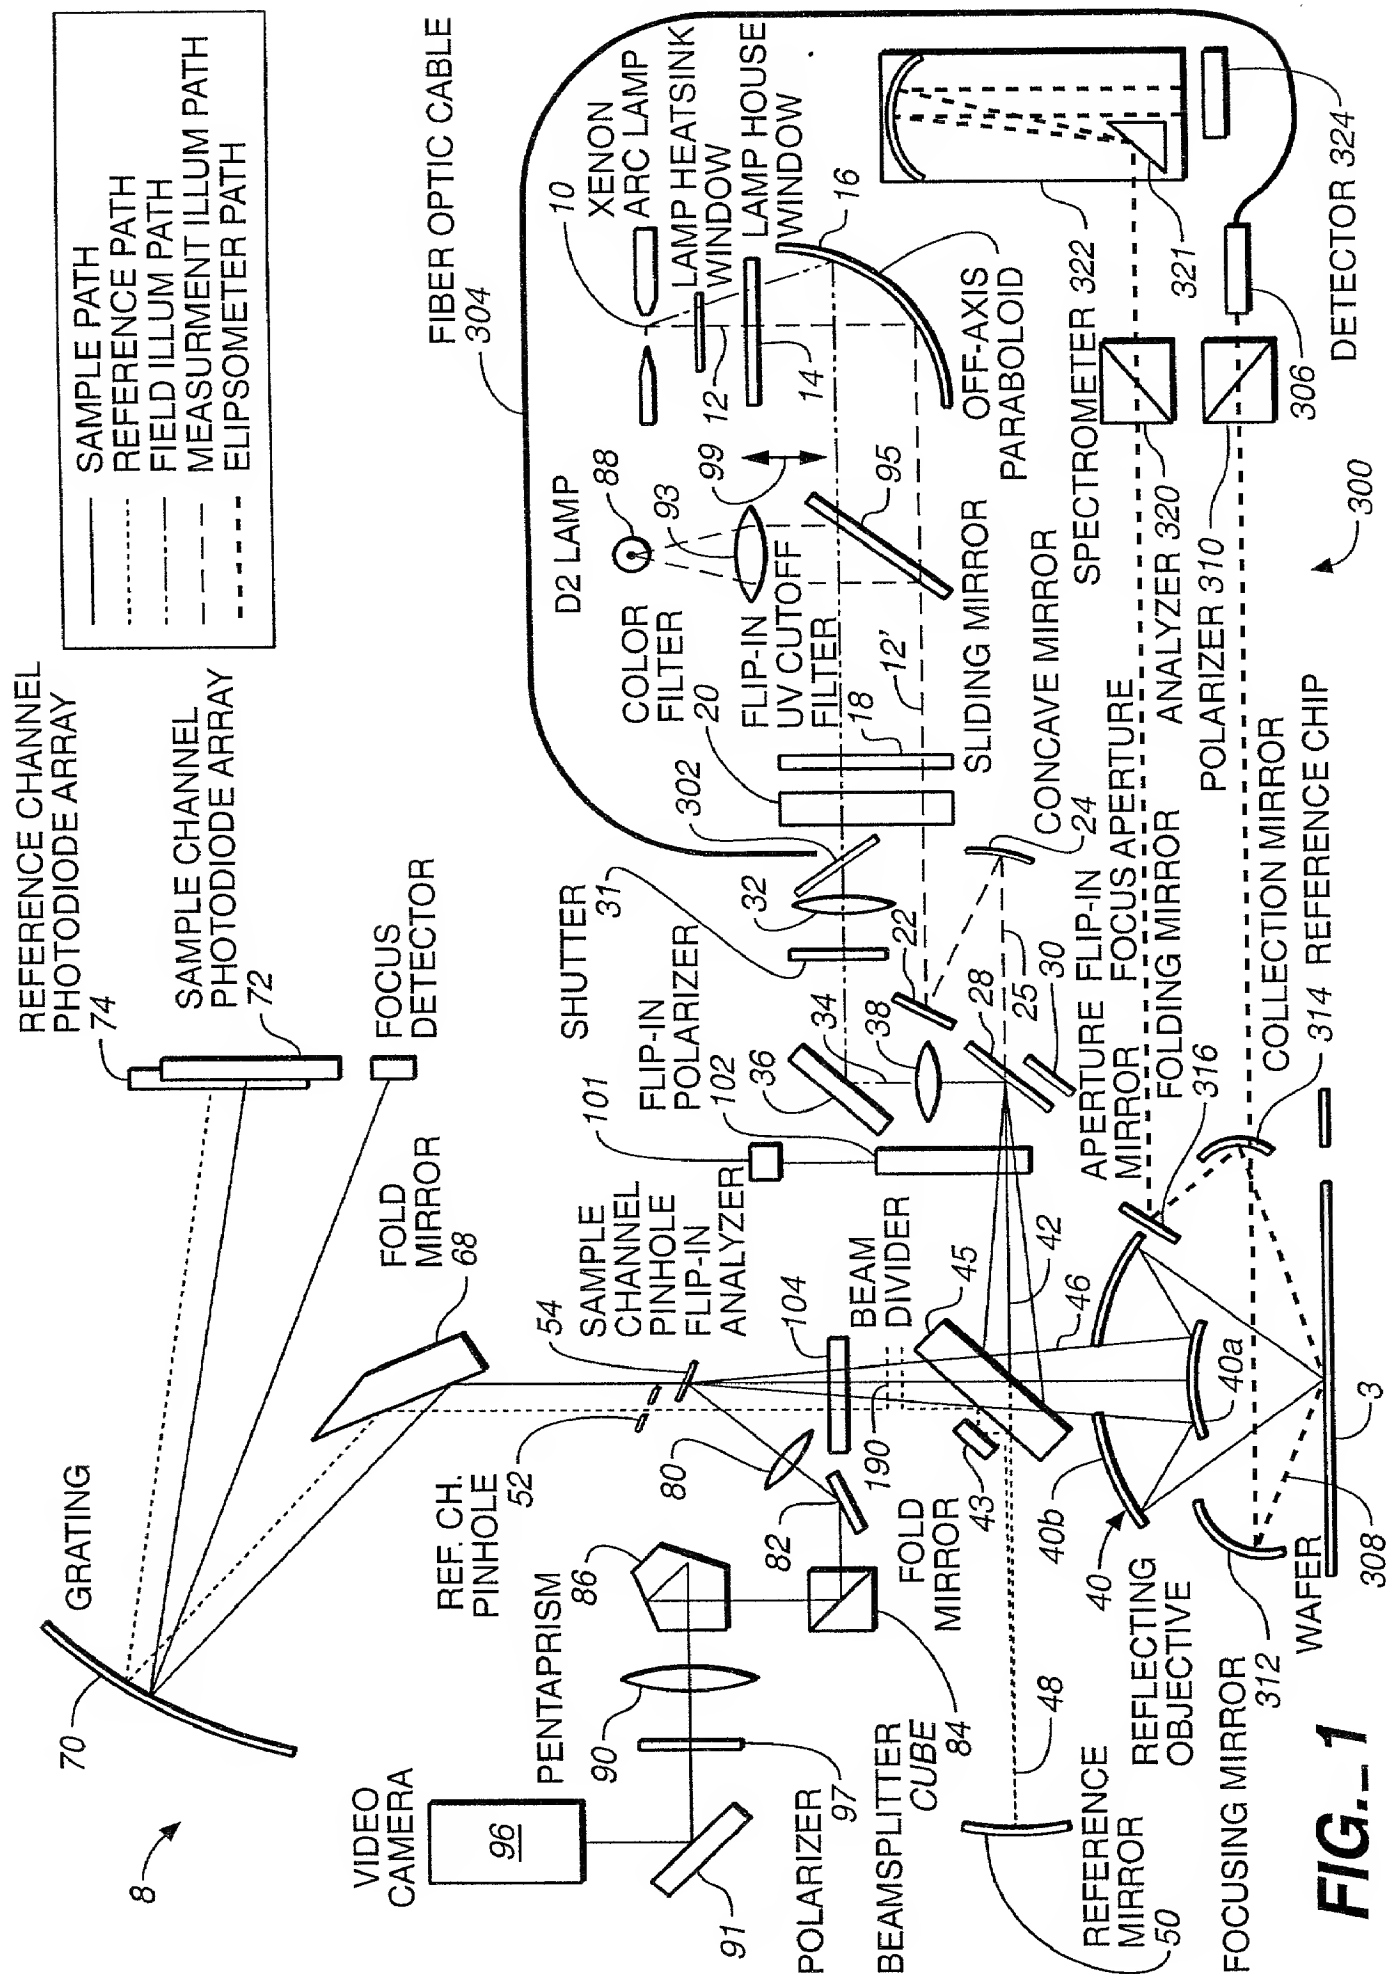 SAMPLE PATH
REFERENCE PATH
FIELD ILLUM PATH
MEASURMENT ILLUM PATH
ELIPSOMETER PATH
REFERENCE CHANNEL
PHOTODIODE ARRAY
74
SAMPLE CHANNEL
PHOTODIODE ARRAY
72
FOCUS
DETECTOR
GRATING
70
8
FOLD
MIRROR
68
FIBER OPTIC CABLE
304
10
XENON
ARC LAMP
LAMP HEATSINK
WINDOW
LAMP HOUSE
WINDOW
12
14
16
OFF-AXIS
PARABOLOID
D2 LAMP
88
93
99
95
COLOR
FILTER
20
FLIP-IN
UV CUTOFF
FILTER
18
12'
SLIDING MIRROR
302
SHUTTER
31
32
FLIP-IN
POLARIZER
102
101
22
CONCAVE MIRROR
24
34
36
38
28
25
30
APERTURE
MIRROR
FLIP-IN
FOCUS APERTURE
FOLDING MIRROR
316
SPECTROMETER 322
321
ANALYZER 320
POLARIZER 310
306
DETECTOR 324
300
COLLECTION MIRROR
314
REFERENCE CHIP
SAMPLE
CHANNEL
PINHOLE
54
FLIP-IN
ANALYZER
104
BEAM
DIVIDER
45
42
46
REF. CH.
PINHOLE
52
80
82
190
43
FOLD
MIRROR
40a
40b
40
REFLECTING
OBJECTIVE
PENTAPRISM
86
90
VIDEO
CAMERA
96
91
POLARIZER
97
BEAMSPLITTER
CUBE
84
48
REFERENCE
MIRROR
50
FOCUSING MIRROR
312
WAFER
308
3
FIG._1